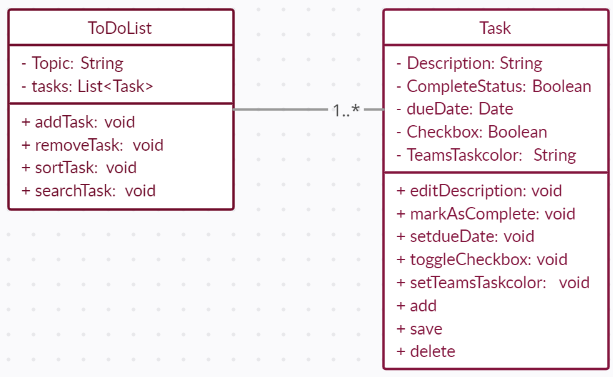 ToDoList
- Topic: String
- tasks: List<Task>
+ addTask: void
+ removeTask: void
+ sortTask: void
+ searchTask: void
1..*
Task
- Description: String
- CompleteStatus: Boolean
- dueDate: Date
- Checkbox: Boolean
- TeamsTaskcolor: String
+ editDescription: void
+ markAsComplete: void
+ setdueDate: void
+ toggleCheckbox: void
+ setTeamsTaskcolor: void
+ add
+ save
+ delete